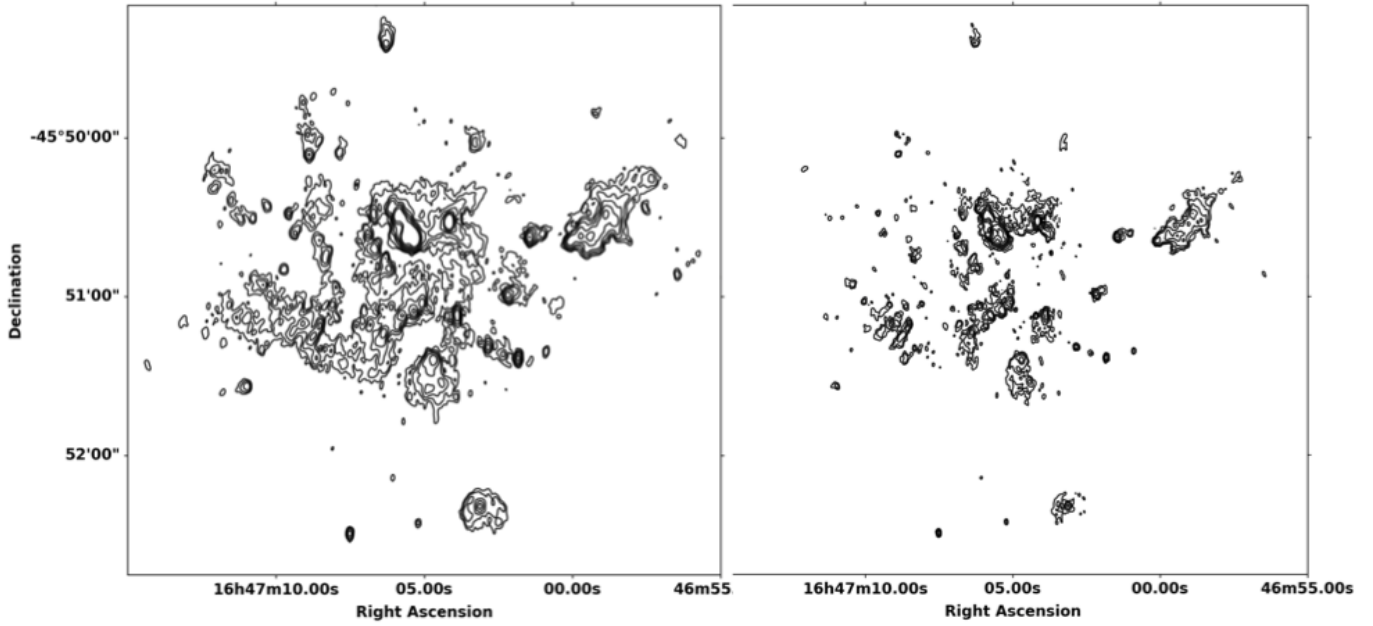 -45°50'00"
51'00"
52'00"
Declination
16h47m10.00s 05.00s 00.00s 46m55.
Right Ascension
16h47m10.00s 05.00s 00.00s 46m55.00s
Right Ascension